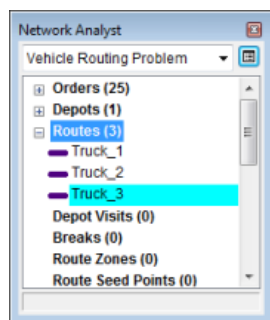 Network Analyst
Vehicle Routing Problem
Orders (25)
Depots (1)
Routes (3)
Truck_1
Truck_2
Truck_3
Depot Visits (0)
Breaks (0)
Route Zones (0)
Route Seed Points (0)